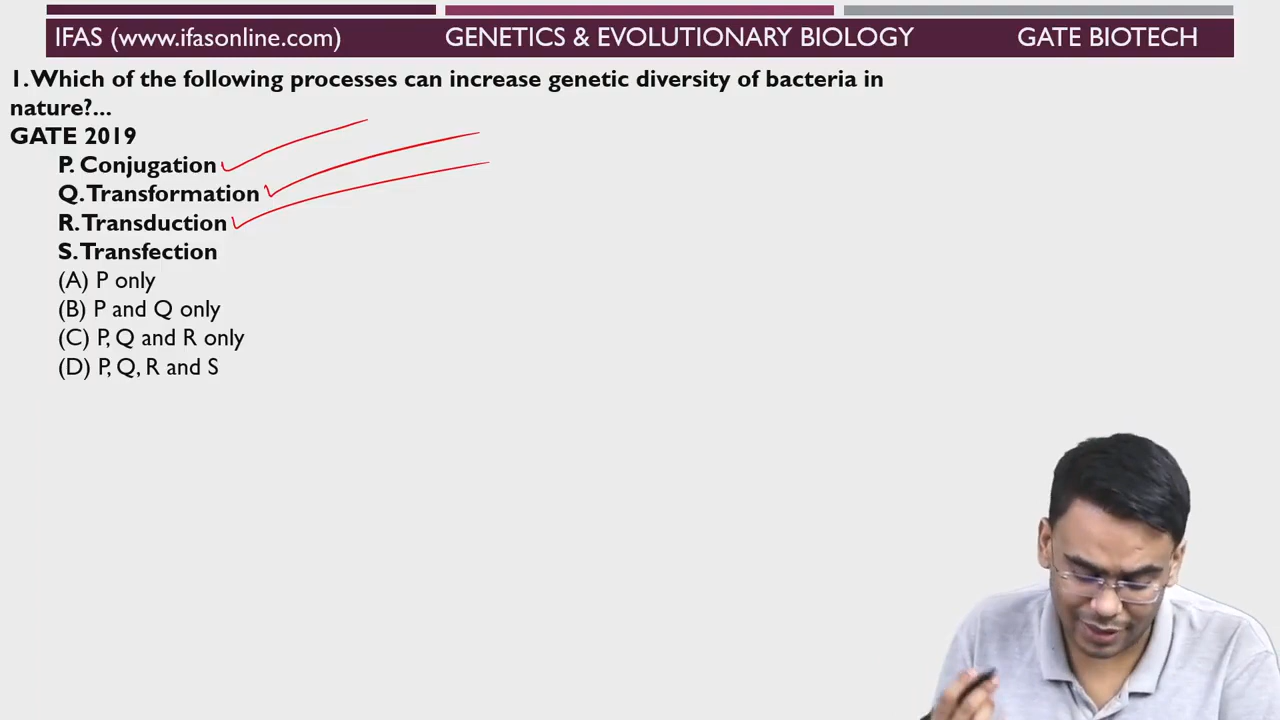 IFAS (www.ifasonline.com) GENETICS & EVOLUTIONARY BIOLOGY GATE BIOTECH
1. Which of the following processes can increase genetic diversity of bacteria in
nature?...
GATE 2019
P. Conjugation
Q. Transformation
R. Transduction
S. Transfection
(A) P only
(B) P and Q only
(C) P, Q and R only
(D) P, Q, R and S